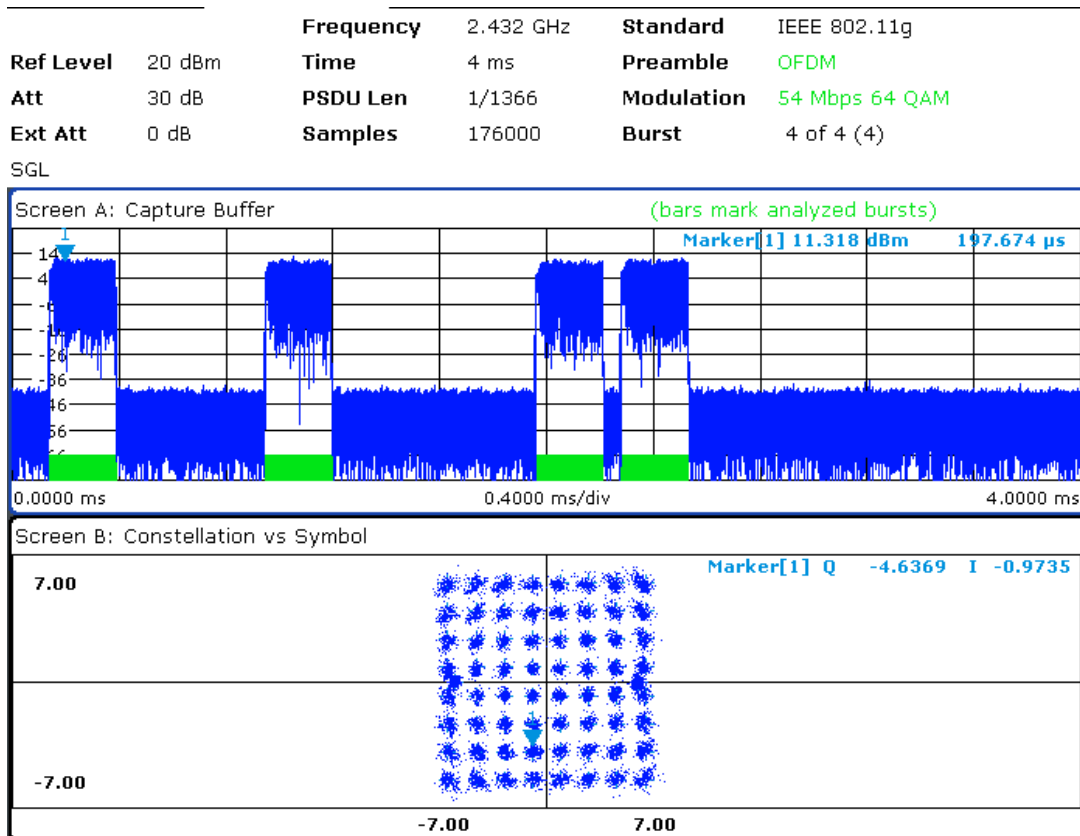 Frequency 2.432 GHz Standard IEEE 802.11g
Ref Level 20 dBm Time 4 ms Preamble OFDM
Att 30 dB PSDU Len 1/1366 Modulation 54 Mbps 64 QAM
Ext Att 0 dB Samples 176000 Burst 4 of 4 (4)
SGL
Screen A: Capture Buffer (bars mark analyzed bursts)
1
Marker[1] 11.318 dBm 197.674 µs
14
4
-26
-36
0.0000 ms 0.4000 ms/div 4.0000 ms
Screen B: Constellation vs Symbol
Marker[1] Q -4.6369 I -0.9735
7.00
-7.00
-7.00 7.00